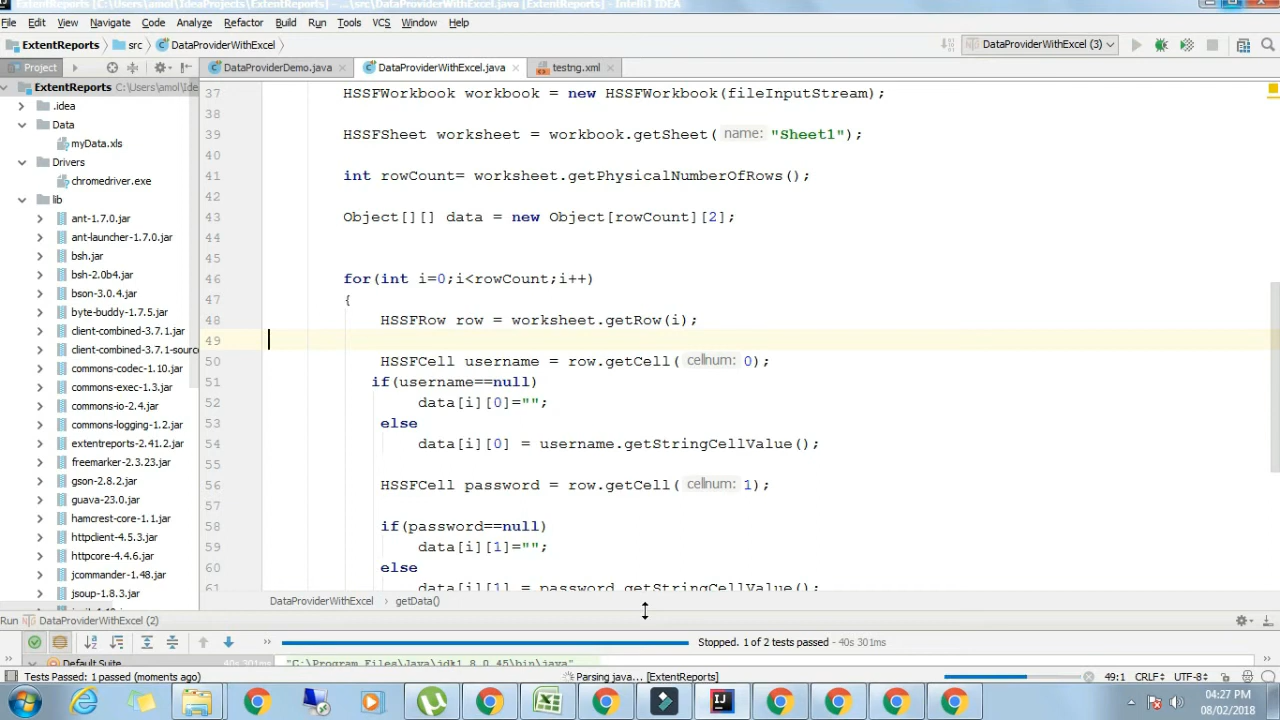 ExtentReports [C:\Users\amol\IdeaProjects\ExtentReports] - ...\src\DataProviderWithExcel.java [ExtentReports] - IntelliJ IDEA
File Edit View Navigate Code Analyze Refactor Build Run Tools VCS Window Help
ExtentReports src DataProviderWithExcel DataProviderWithExcel (3)
Project DataProviderDemo.java DataProviderWithExcel.java testng.xml
ExtentReports C:\Users\amol\Ide
.idea
Data
myData.xls
Drivers
chromedriver.exe
lib
ant-1.7.0.jar
ant-launcher-1.7.0.jar
bsh.jar
bsh-2.0b4.jar
bson-3.0.4.jar
byte-buddy-1.7.5.jar
client-combined-3.7.1.jar
client-combined-3.7.1-sourc
commons-codec-1.10.jar
commons-exec-1.3.jar
commons-io-2.4.jar
commons-logging-1.2.jar
extentreports-2.41.2.jar
freemarker-2.3.23.jar
gson-2.8.2.jar
guava-23.0.jar
hamcrest-core-1.1.jar
httpclient-4.5.3.jar
httpcore-4.4.6.jar
jcommander-1.48.jar
jsoup-1.8.3.jar
37 HSSFWorkbook workbook = new HSSFWorkbook(fileInputStream);
38
39 HSSFSheet worksheet = workbook.getSheet( name: "Sheet1");
40
41 int rowCount= worksheet.getPhysicalNumberOfRows();
42
43 Object[][] data = new Object[rowCount][2];
44
45
46 for(int i=0;i<rowCount;i++)
47 {
48 HSSFRow row = worksheet.getRow(i);
49
50 HSSFCell username = row.getCell( cellnum: 0);
51 if(username==null)
52 data[i][0]="";
53 else
54 data[i][0] = username.getStringCellValue();
55
56 HSSFCell password = row.getCell( cellnum: 1);
57
58 if(password==null)
59 data[i][1]="";
60 else
61 data[i][1] = password.getStringCellValue();
DataProviderWithExcel getData()
Run DataProviderWithExcel (2)
Stopped. 1 of 2 tests passed - 40s 301ms
Default Suite 40s 301ms "C:\Program Files\Java\jdk1.8.0_45\bin\java"
Tests Passed: 1 passed (moments ago) Parsing java... [ExtentReports] 49:1 CRLF÷ UTF-8÷
04:27 PM
08/02/2018